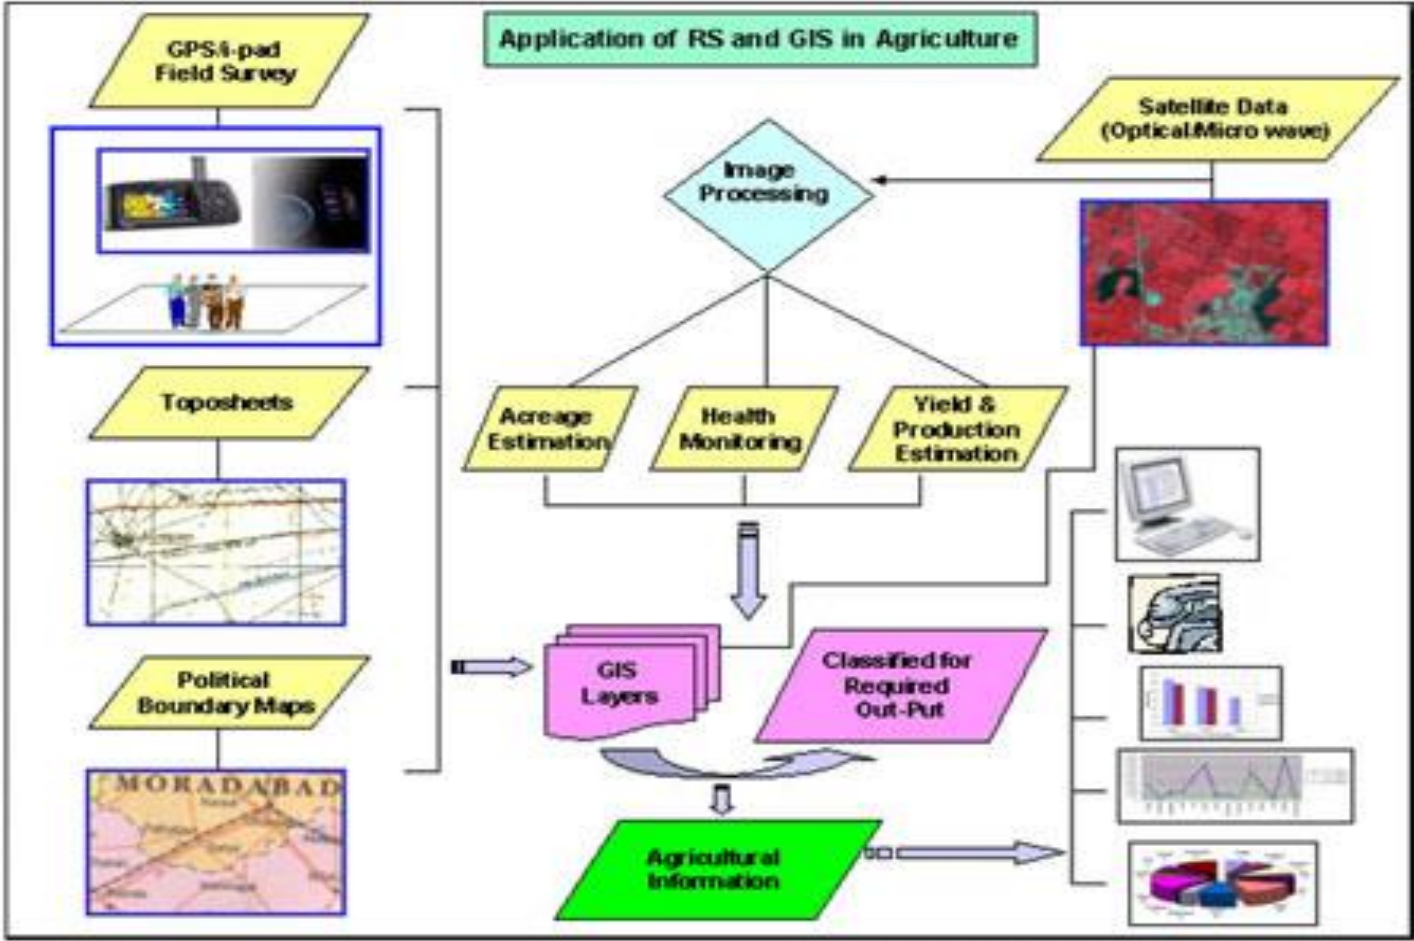 Application of RS and GIS in Agriculture
GPS/i-pad
Field Survey
Satellite Data
(Optical/Micro wave)
Image
Processing
Toposheets
Acreage
Estimation
Health
Monitoring
Yield &
Production
Estimation
Political
Boundary Maps
GIS
Layers
Classified for
Required
Out-Put
MORADABAD
Agricultural
Information